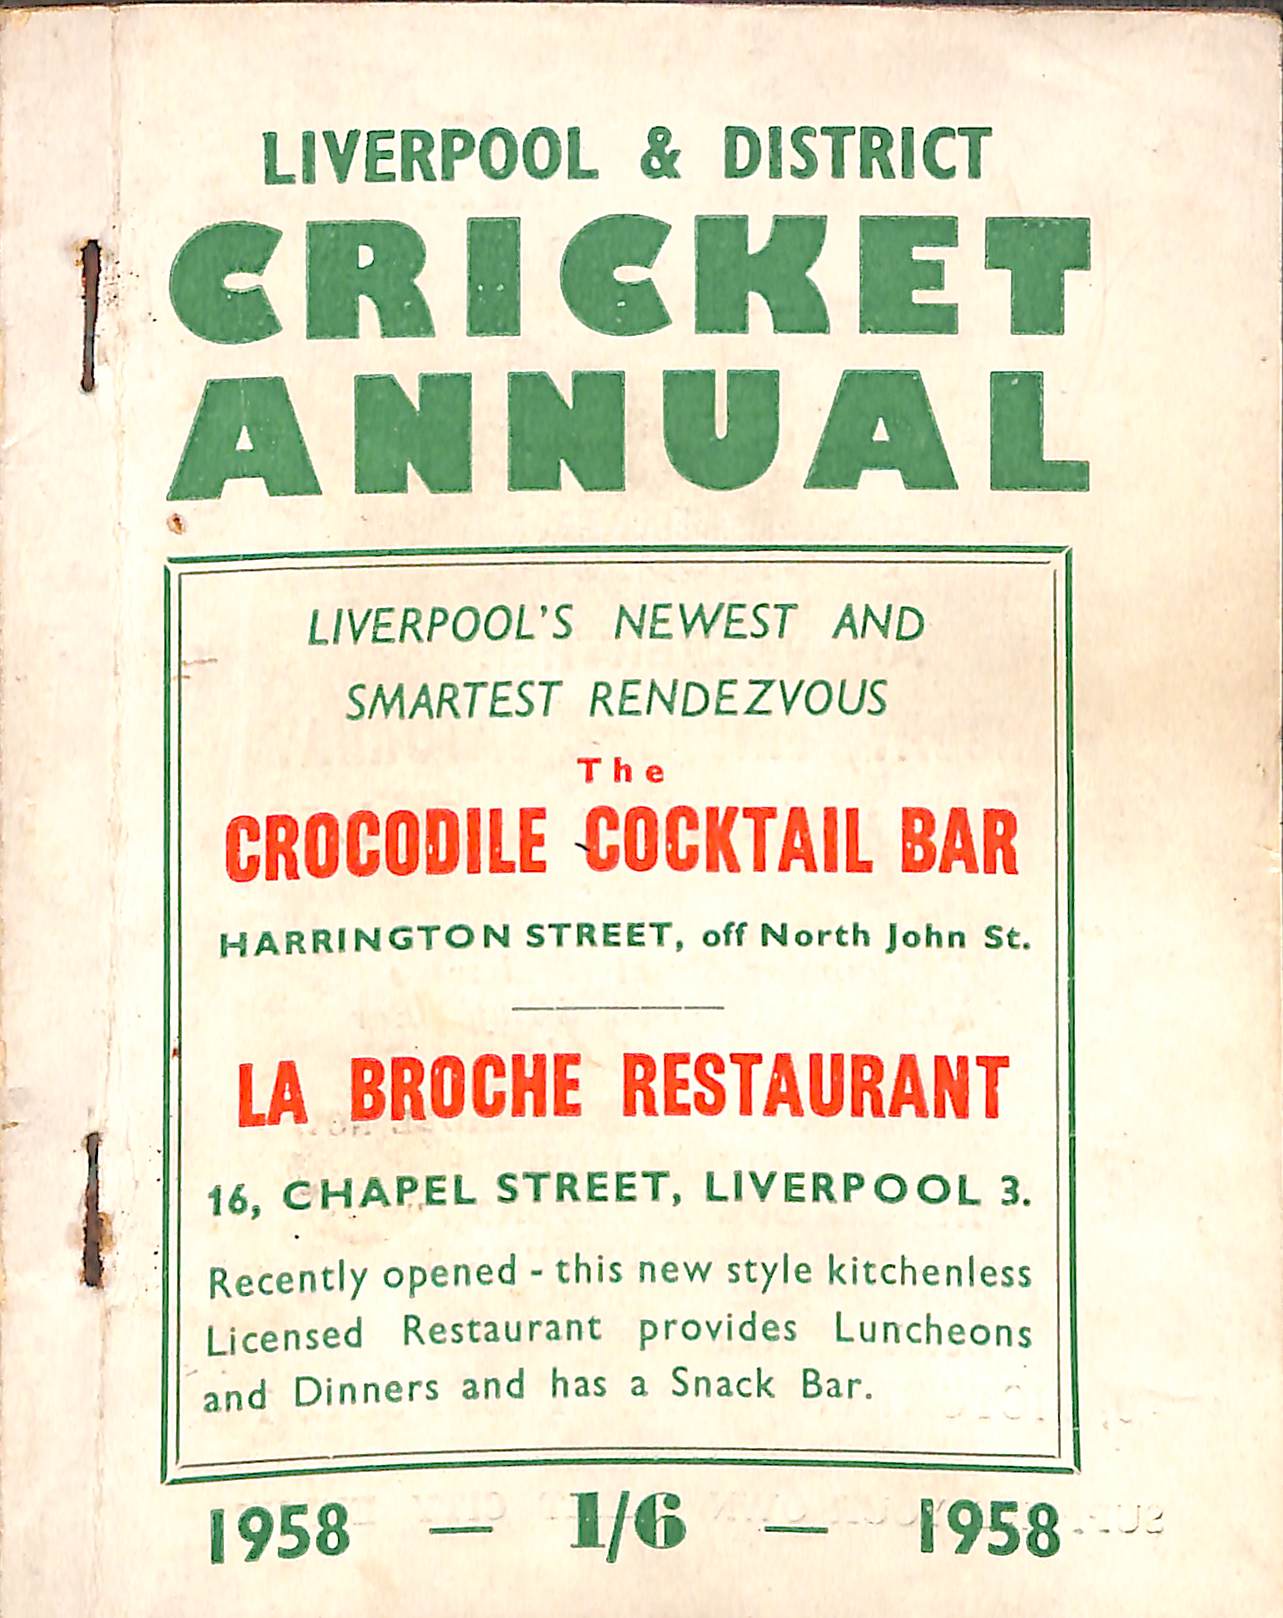 LIVERPOOL & DISTRICT
CRICKET
ANNUAL
LIVERPOOL'S NEWEST AND
SMARTEST RENDEZVOUS
The
CROCODILE COCKTAIL BAR
HARRINGTON STREET, off North John St.
LA BROCHE RESTAURANT
16, CHAPEL STREET, LIVERPOOL 3.
Recently opened - this new style kitchenless
Licensed Restaurant provides Luncheons
and Dinners and has a Snack Bar.
1958 — 1/6 — 1958